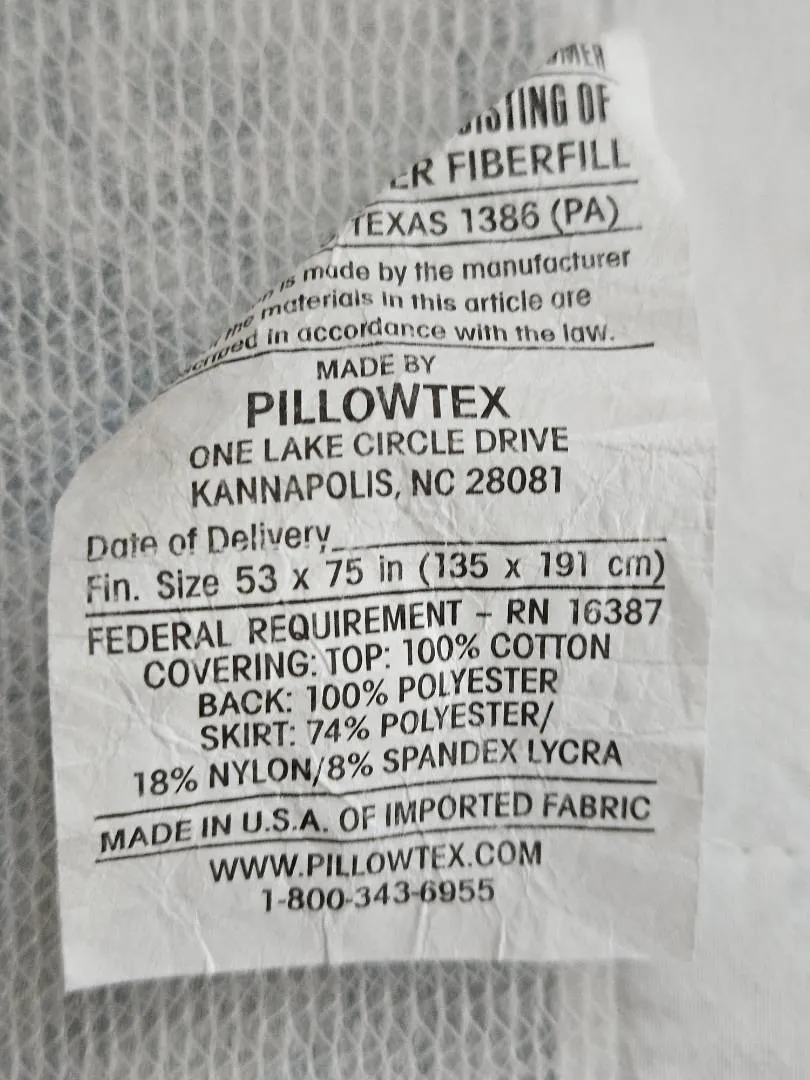 TING OF
FIBERFILL
TEXAS 1386 (PA)
is made by the manufacturer
the materials in this article are
in accordance with the law.
MADE BY
PILLOWTEX
ONE LAKE CIRCLE DRIVE
KANNAPOLIS, NC 28081
Date of Delivery
Fin. Size 53 x 75 in (135 x 191 cm)
FEDERAL REQUIREMENT - RN 16387
COVERING: TOP: 100% COTTON
BACK: 100% POLYESTER
SKIRT: 74% POLYESTER/
18% NYLON/8% SPANDEX LYCRA
MADE IN U.S.A. OF IMPORTED FABRIC
WWW.PILLOWTEX.COM
1-800-343-6955